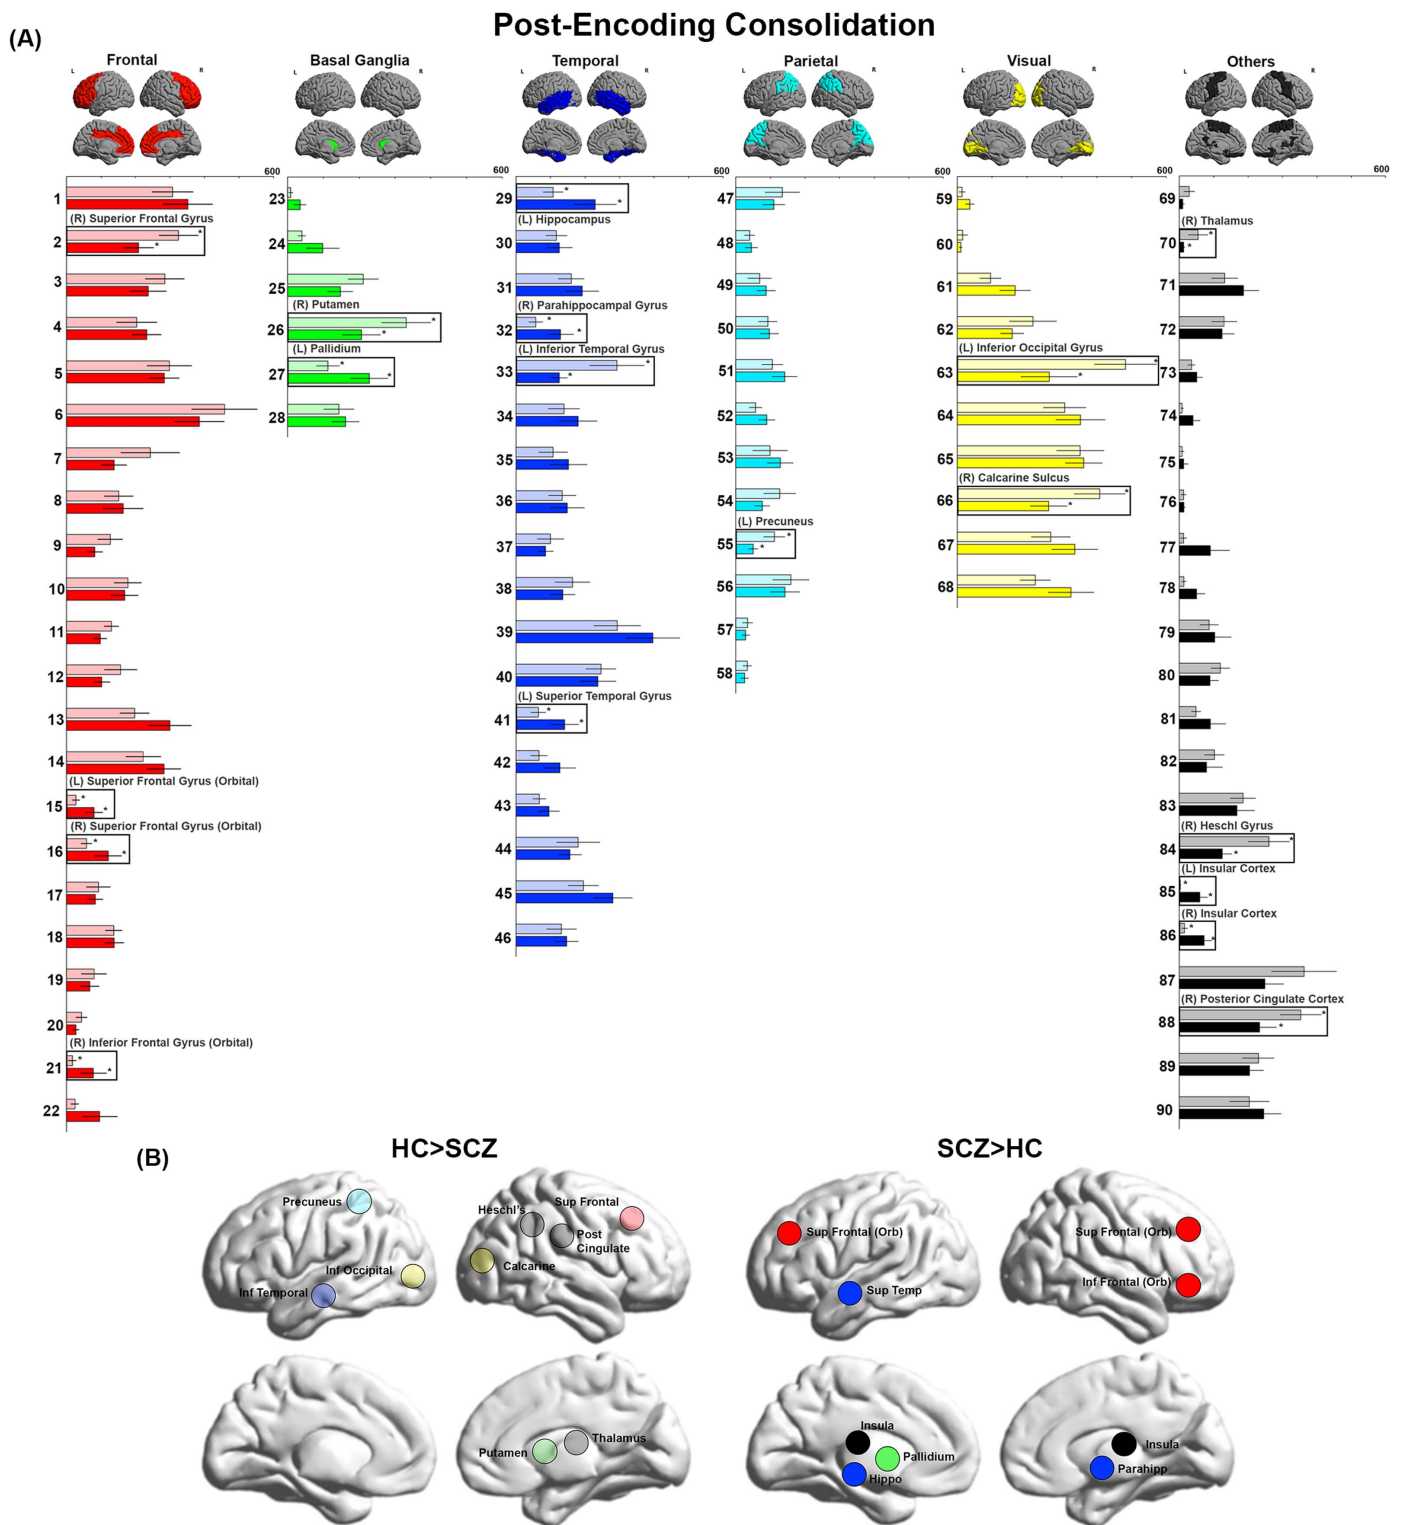 Post-Encoding Consolidation
(A)
Frontal
Basal Ganglia
Temporal
Parietal
Visual
Others
L
R
L
R
L
R
L
R
L
R
L
R
600
600
600
600
600
600
1
(R) Superior Frontal Gyrus
2
3
4
5
6
7
8
9
10
11
12
13
14
(L) Superior Frontal Gyrus (Orbital)
15
(R) Superior Frontal Gyrus (Orbital)
16
17
18
19
20
(R) Inferior Frontal Gyrus (Orbital)
21
22
23
24
25
(R) Putamen
26
(L) Pallidium
27
28
29
(L) Hippocampus
30
31
(R) Parahippocampal Gyrus
32
(L) Inferior Temporal Gyrus
33
34
35
36
37
38
39
40
(L) Superior Temporal Gyrus
41
42
43
44
45
46
47
48
49
50
51
52
53
54
(L) Precuneus
55
56
57
58
59
60
61
62
(L) Inferior Occipital Gyrus
63
64
65
(R) Calcarine Sulcus
66
67
68
69
(R) Thalamus
70
71
72
73
74
75
76
77
78
79
80
81
82
83
(R) Heschl Gyrus
84
(L) Insular Cortex
85
(R) Insular Cortex
86
87
(R) Posterior Cingulate Cortex
88
89
90
(B)
HC>SCZ
SCZ>HC
Precuneus
Inf Occipital
Inf Temporal
Heschl's
Sup Frontal
Post
Cingulate
Calcarine
Sup Frontal (Orb)
Sup Temp
Sup Frontal (Orb)
Inf Frontal (Orb)
Putamen
Thalamus
Insula
Pallidium
Hippo
Insula
Parahipp